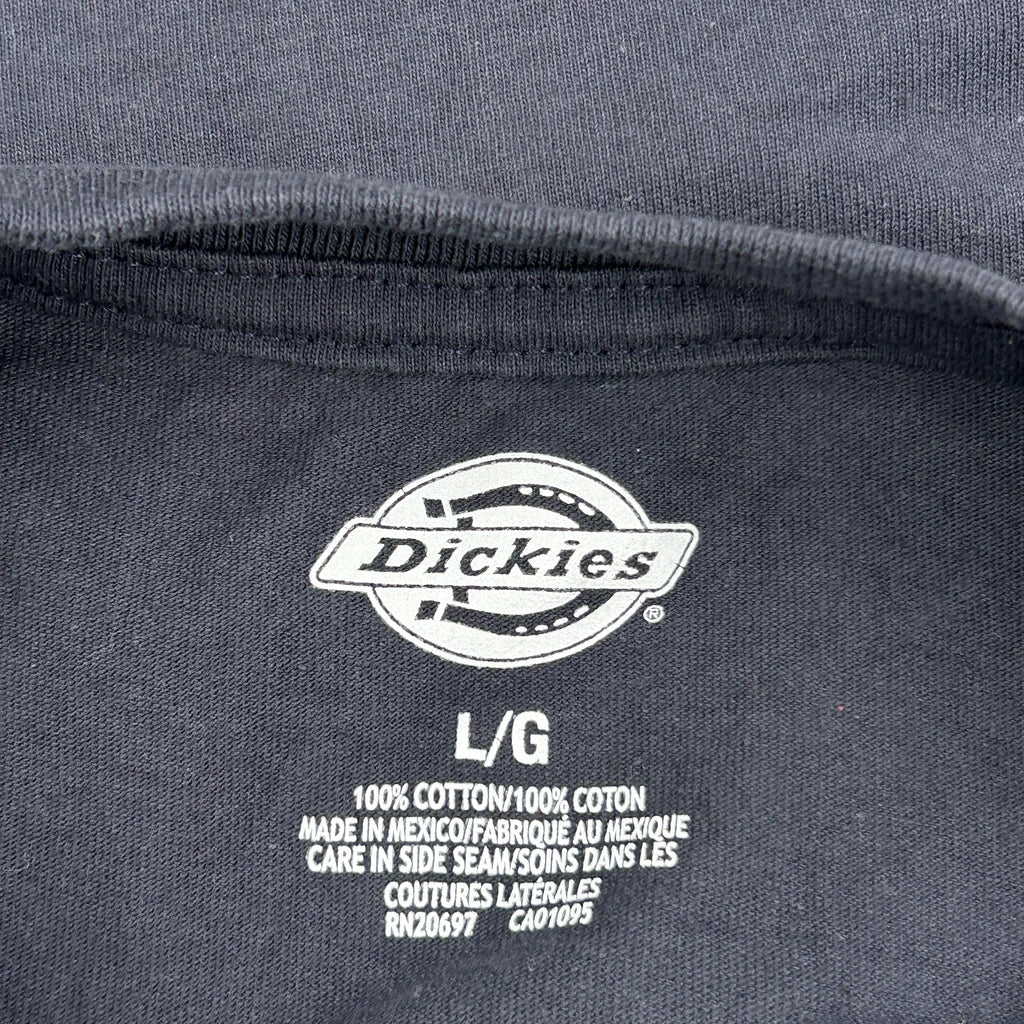 Dickies
®
L/G
100% COTTON/100% COTON
MADE IN MEXICO/FABRIQUÉ AU MEXIQUE
CARE IN SIDE SEAM/SOINS DANS LES
COUTURES LATÉRALES
RN20697 CA01095